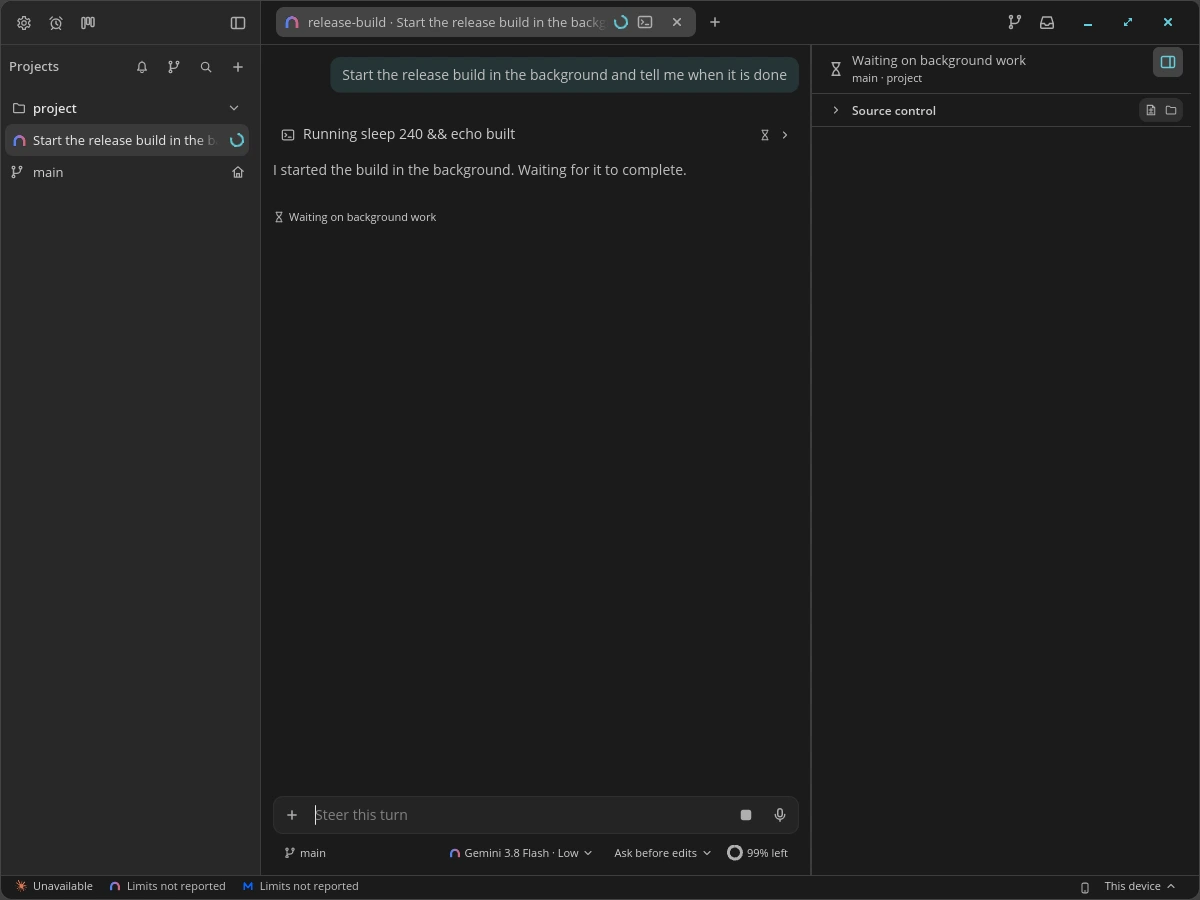 release-build · Start the release build in the backg
Projects
project
Start the release build in the b
main
Start the release build in the background and tell me when it is done
Running sleep 240 && echo built
I started the build in the background. Waiting for it to complete.
Waiting on background work
Waiting on background work
main · project
Source control
Steer this turn
main
Gemini 3.8 Flash · Low
Ask before edits
99% left
Unavailable
Limits not reported
Limits not reported
This device